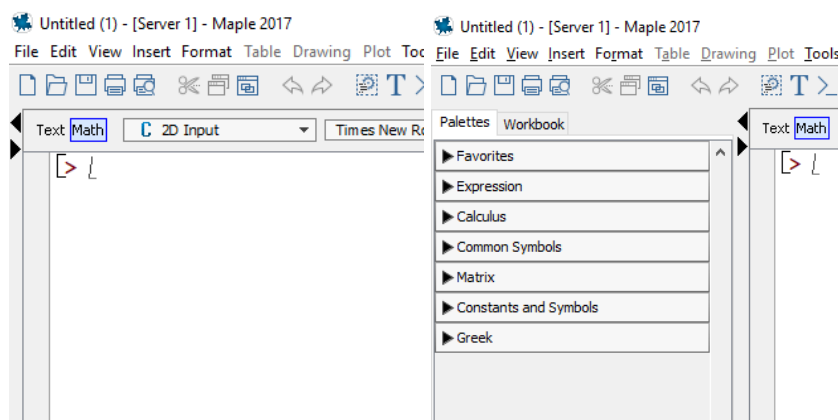 Untitled (1) - [Server 1] - Maple 2017
File Edit View Insert Format Table Drawing Plot Too
Text Math C 2D Input Times New Ro
[> /
Untitled (1) - [Server 1] - Maple 2017
File Edit View Insert Format Table Drawing Plot Tools
T
Palettes Workbook
Text Math
Favorites
Expression
Calculus
Common Symbols
Matrix
Constants and Symbols
Greek
[> /